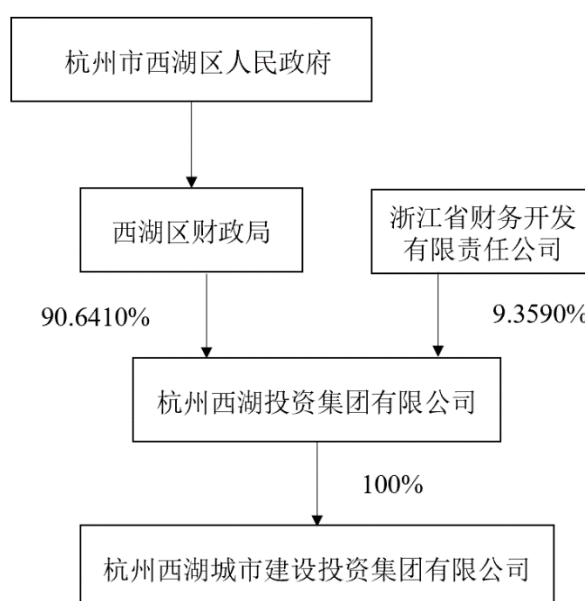 杭州市西湖区人民政府
西湖区财政局
浙江省财务开发
有限责任公司
90.6410%
9.3590%
杭州西湖投资集团有限公司
100%
杭州西湖城市建设投资集团有限公司